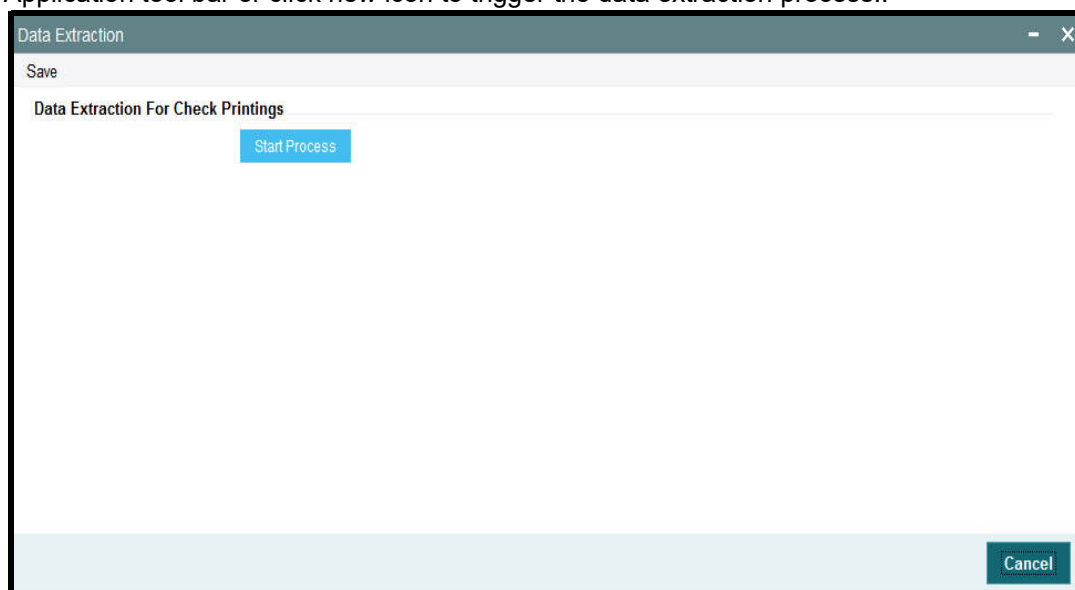 Application tool bar or click new icon to trigger the data extraction process..
Data Extraction
Save
Data Extraction For Check Printings
Start Process
Cancel